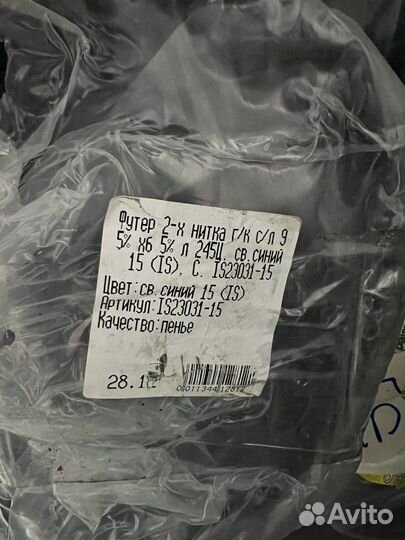 Футер 2-х нитка г/к с/л 9
5% хб 5% л 245Ц, св.синий
15 (IS), С. IS23031-15
Цвет:св.синий 15 (IS)
Артикул:IS23031-15
Качество:пенье
28.1
Avito